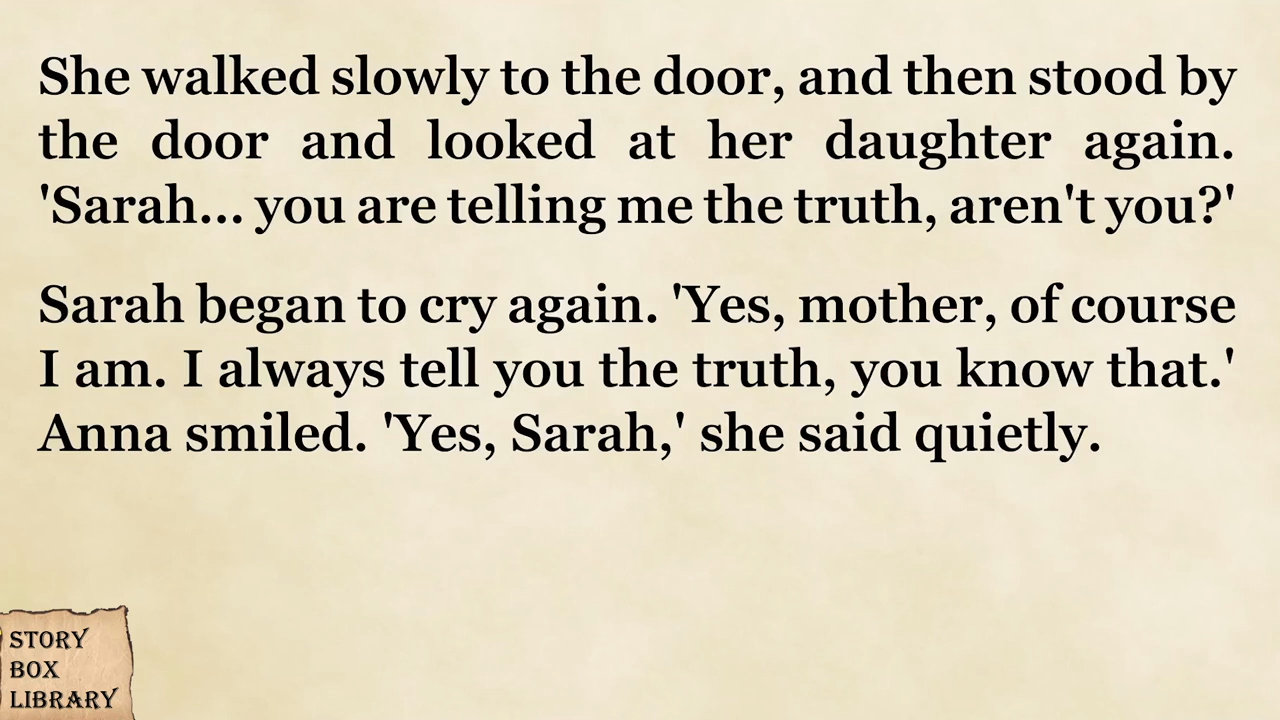 She walked slowly to the door, and then stood by
the door and looked at her daughter again.
'Sarah... you are telling me the truth, aren't you?'
Sarah began to cry again. 'Yes, mother, of course
I am. I always tell you the truth, you know that.'
Anna smiled. 'Yes, Sarah,' she said quietly.
STORY
BOX
LIBRARY